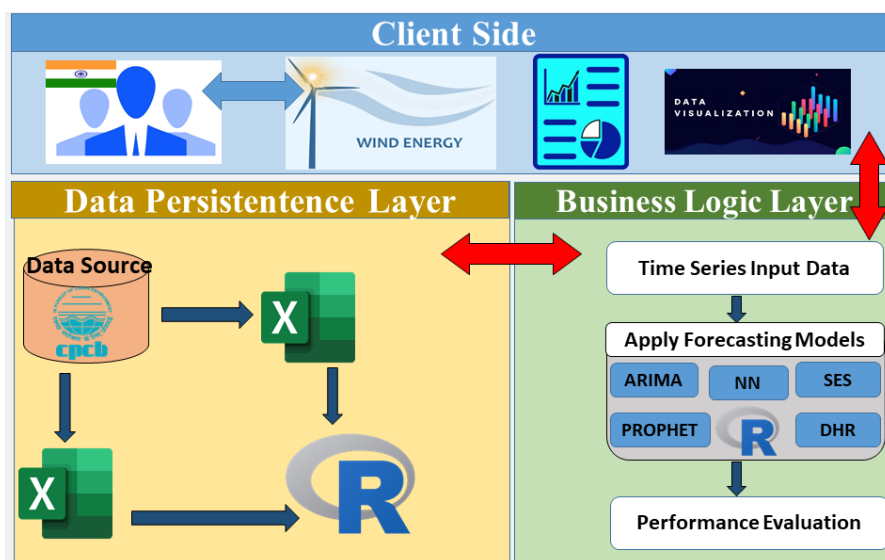 Client Side
WIND ENERGY
DATA
VISUALIZATION
Data Persistentence Layer
Business Logic Layer
Data Source
cpcb
X
X
R
Time Series Input Data
Apply Forecasting Models
ARIMA
NN
SES
PROPHET
R
DHR
Performance Evaluation